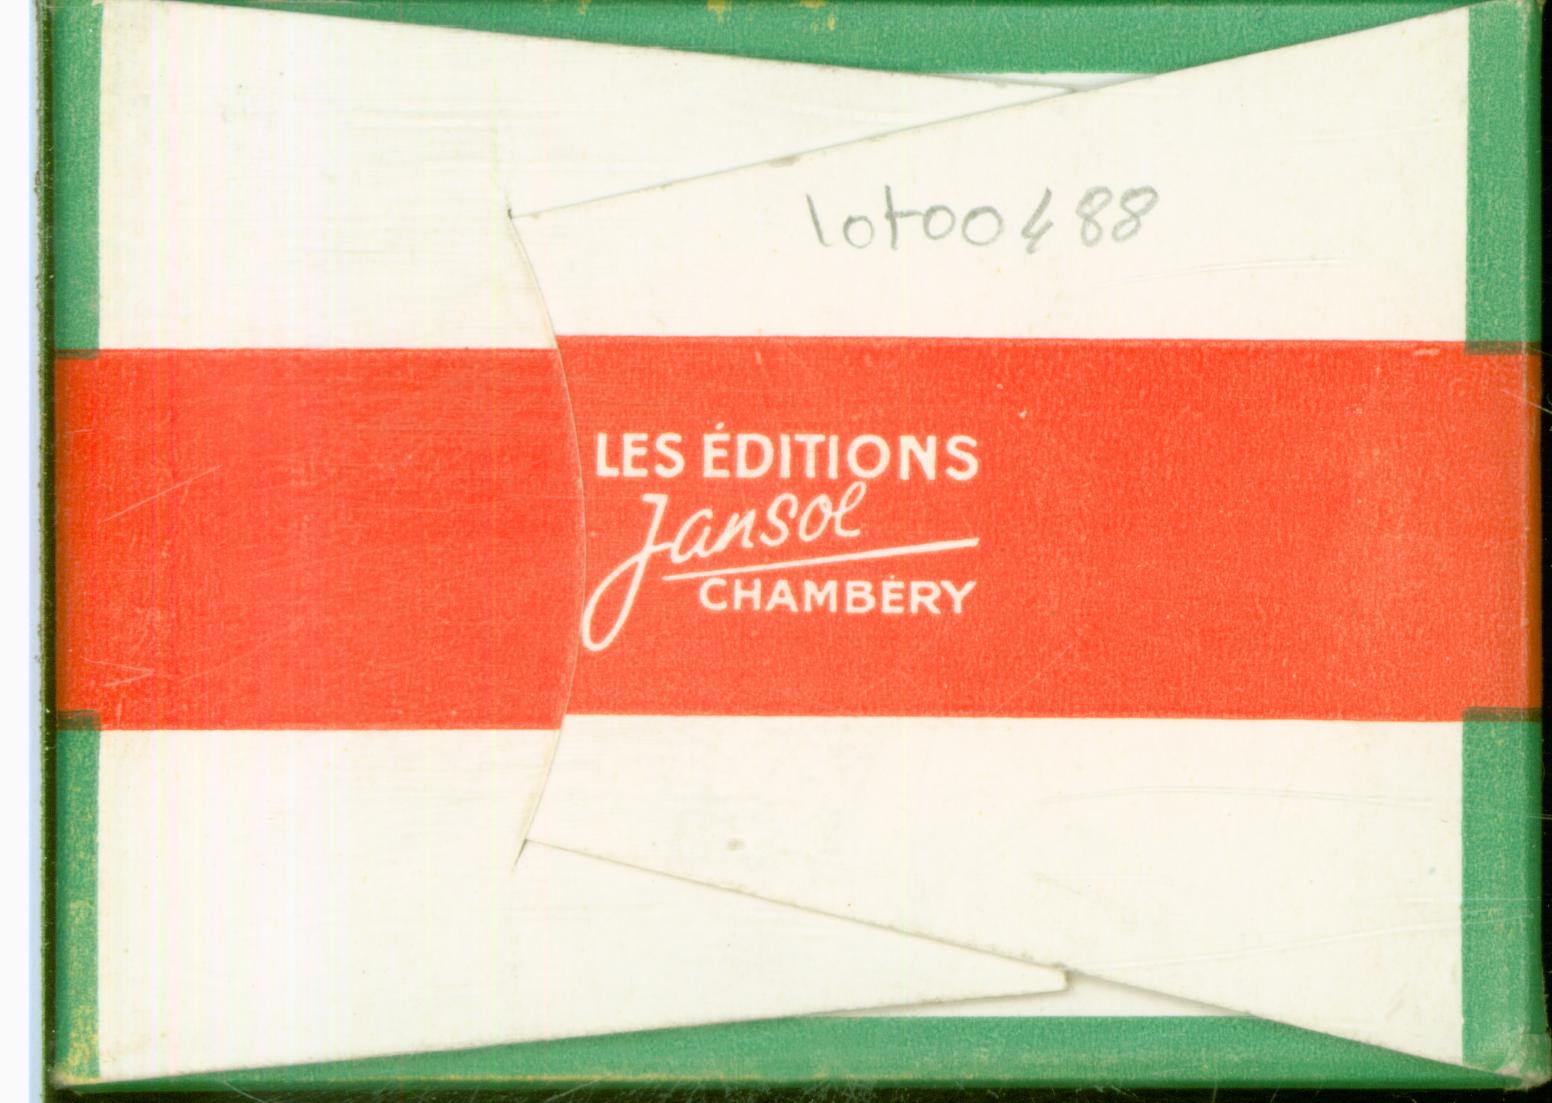 lot00488
LES ÉDITIONS
Jansol
CHAMBÉRY